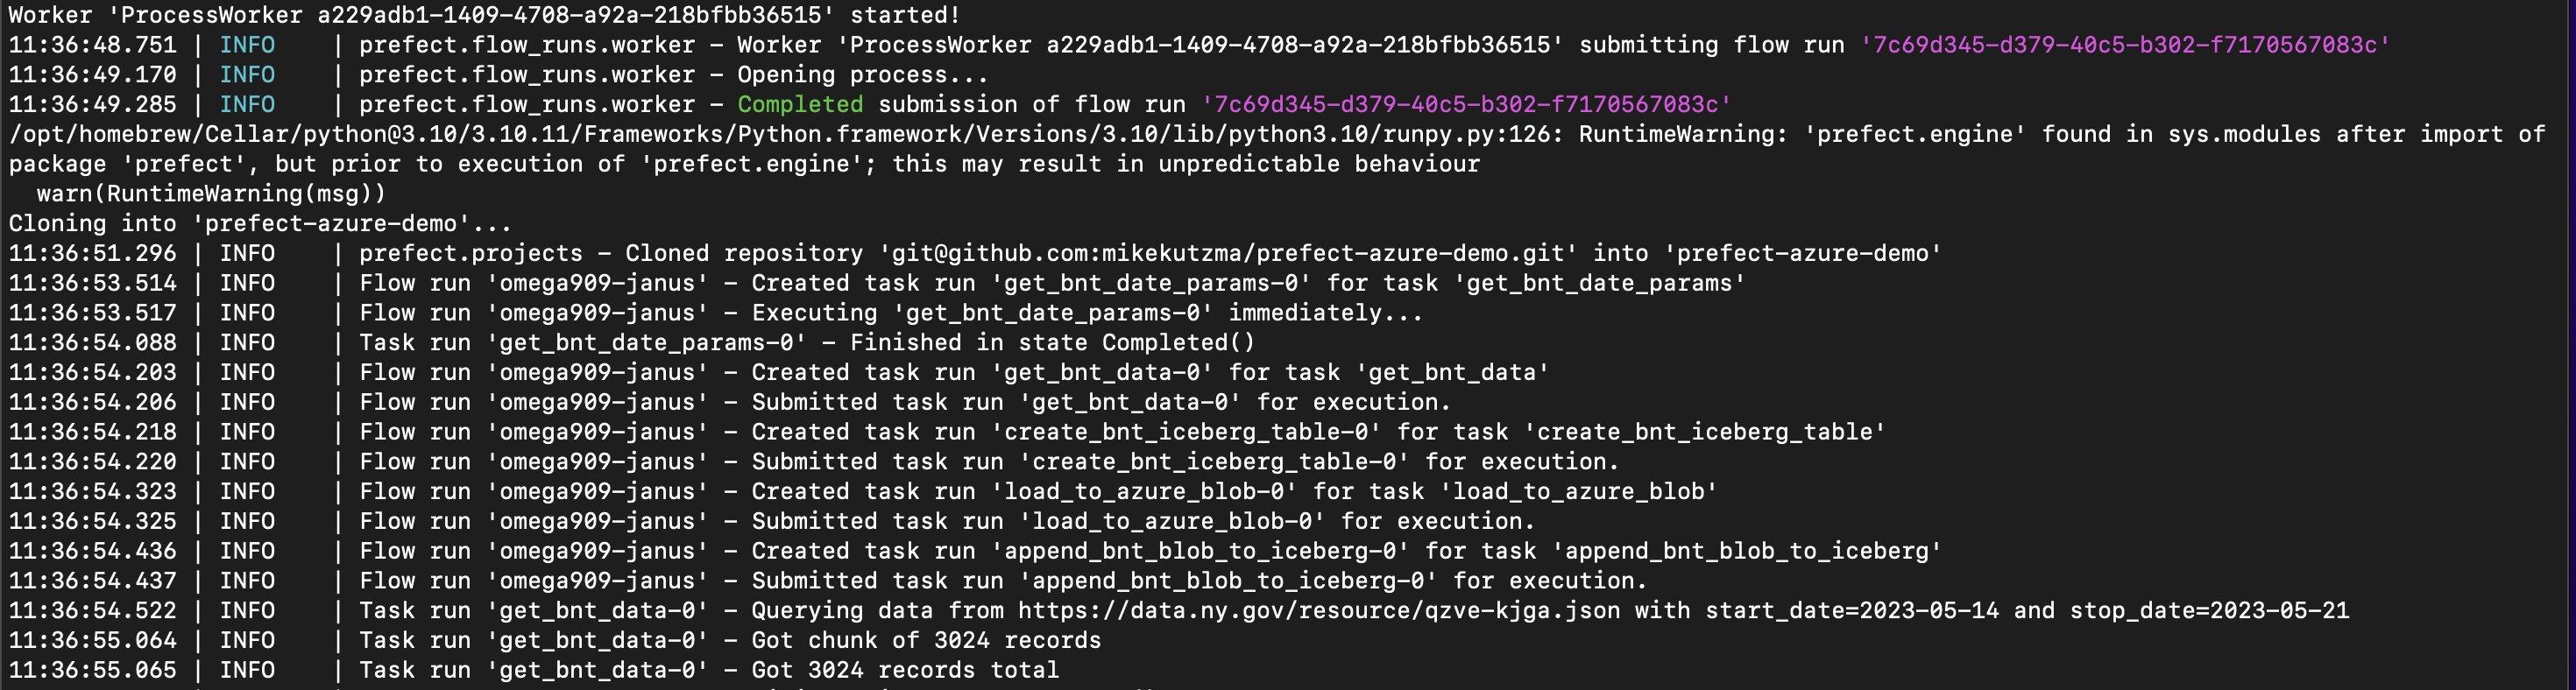 Worker 'ProcessWorker a229adb1-1409-4708-a92a-218bfbb36515' started!
11:36:48.751 | INFO    | prefect.flow_runs.worker - Worker 'ProcessWorker a229adb1-1409-4708-a92a-218bfbb36515' submitting flow run '7c69d345-d379-40c5-b302-f7170567083c'
11:36:49.170 | INFO    | prefect.flow_runs.worker - Opening process...
11:36:49.285 | INFO    | prefect.flow_runs.worker - Completed submission of flow run '7c69d345-d379-40c5-b302-f7170567083c'
/opt/homebrew/Cellar/python@3.10/3.10.11/Frameworks/Python.framework/Versions/3.10/lib/python3.10/runpy.py:126: RuntimeWarning: 'prefect.engine' found in sys.modules after import of
package 'prefect', but prior to execution of 'prefect.engine'; this may result in unpredictable behaviour
  warn(RuntimeWarning(msg))
Cloning into 'prefect-azure-demo'...
11:36:51.296 | INFO    | prefect.projects - Cloned repository 'git@github.com:mikekutzma/prefect-azure-demo.git' into 'prefect-azure-demo'
11:36:53.514 | INFO    | Flow run 'omega909-janus' - Created task run 'get_bnt_date_params-0' for task 'get_bnt_date_params'
11:36:53.517 | INFO    | Flow run 'omega909-janus' - Executing 'get_bnt_date_params-0' immediately...
11:36:54.088 | INFO    | Task run 'get_bnt_date_params-0' - Finished in state Completed()
11:36:54.203 | INFO    | Flow run 'omega909-janus' - Created task run 'get_bnt_data-0' for task 'get_bnt_data'
11:36:54.206 | INFO    | Flow run 'omega909-janus' - Submitted task run 'get_bnt_data-0' for execution.
11:36:54.218 | INFO    | Flow run 'omega909-janus' - Created task run 'create_bnt_iceberg_table-0' for task 'create_bnt_iceberg_table'
11:36:54.220 | INFO    | Flow run 'omega909-janus' - Submitted task run 'create_bnt_iceberg_table-0' for execution.
11:36:54.323 | INFO    | Flow run 'omega909-janus' - Created task run 'load_to_azure_blob-0' for task 'load_to_azure_blob'
11:36:54.325 | INFO    | Flow run 'omega909-janus' - Submitted task run 'load_to_azure_blob-0' for execution.
11:36:54.436 | INFO    | Flow run 'omega909-janus' - Created task run 'append_bnt_blob_to_iceberg-0' for task 'append_bnt_blob_to_iceberg'
11:36:54.437 | INFO    | Flow run 'omega909-janus' - Submitted task run 'append_bnt_blob_to_iceberg-0' for execution.
11:36:54.522 | INFO    | Task run 'get_bnt_data-0' - Querying data from https://data.ny.gov/resource/qzve-kjga.json with start_date=2023-05-14 and stop_date=2023-05-21
11:36:55.064 | INFO    | Task run 'get_bnt_data-0' - Got chunk of 3024 records
11:36:55.065 | INFO    | Task run 'get_bnt_data-0' - Got 3024 records total